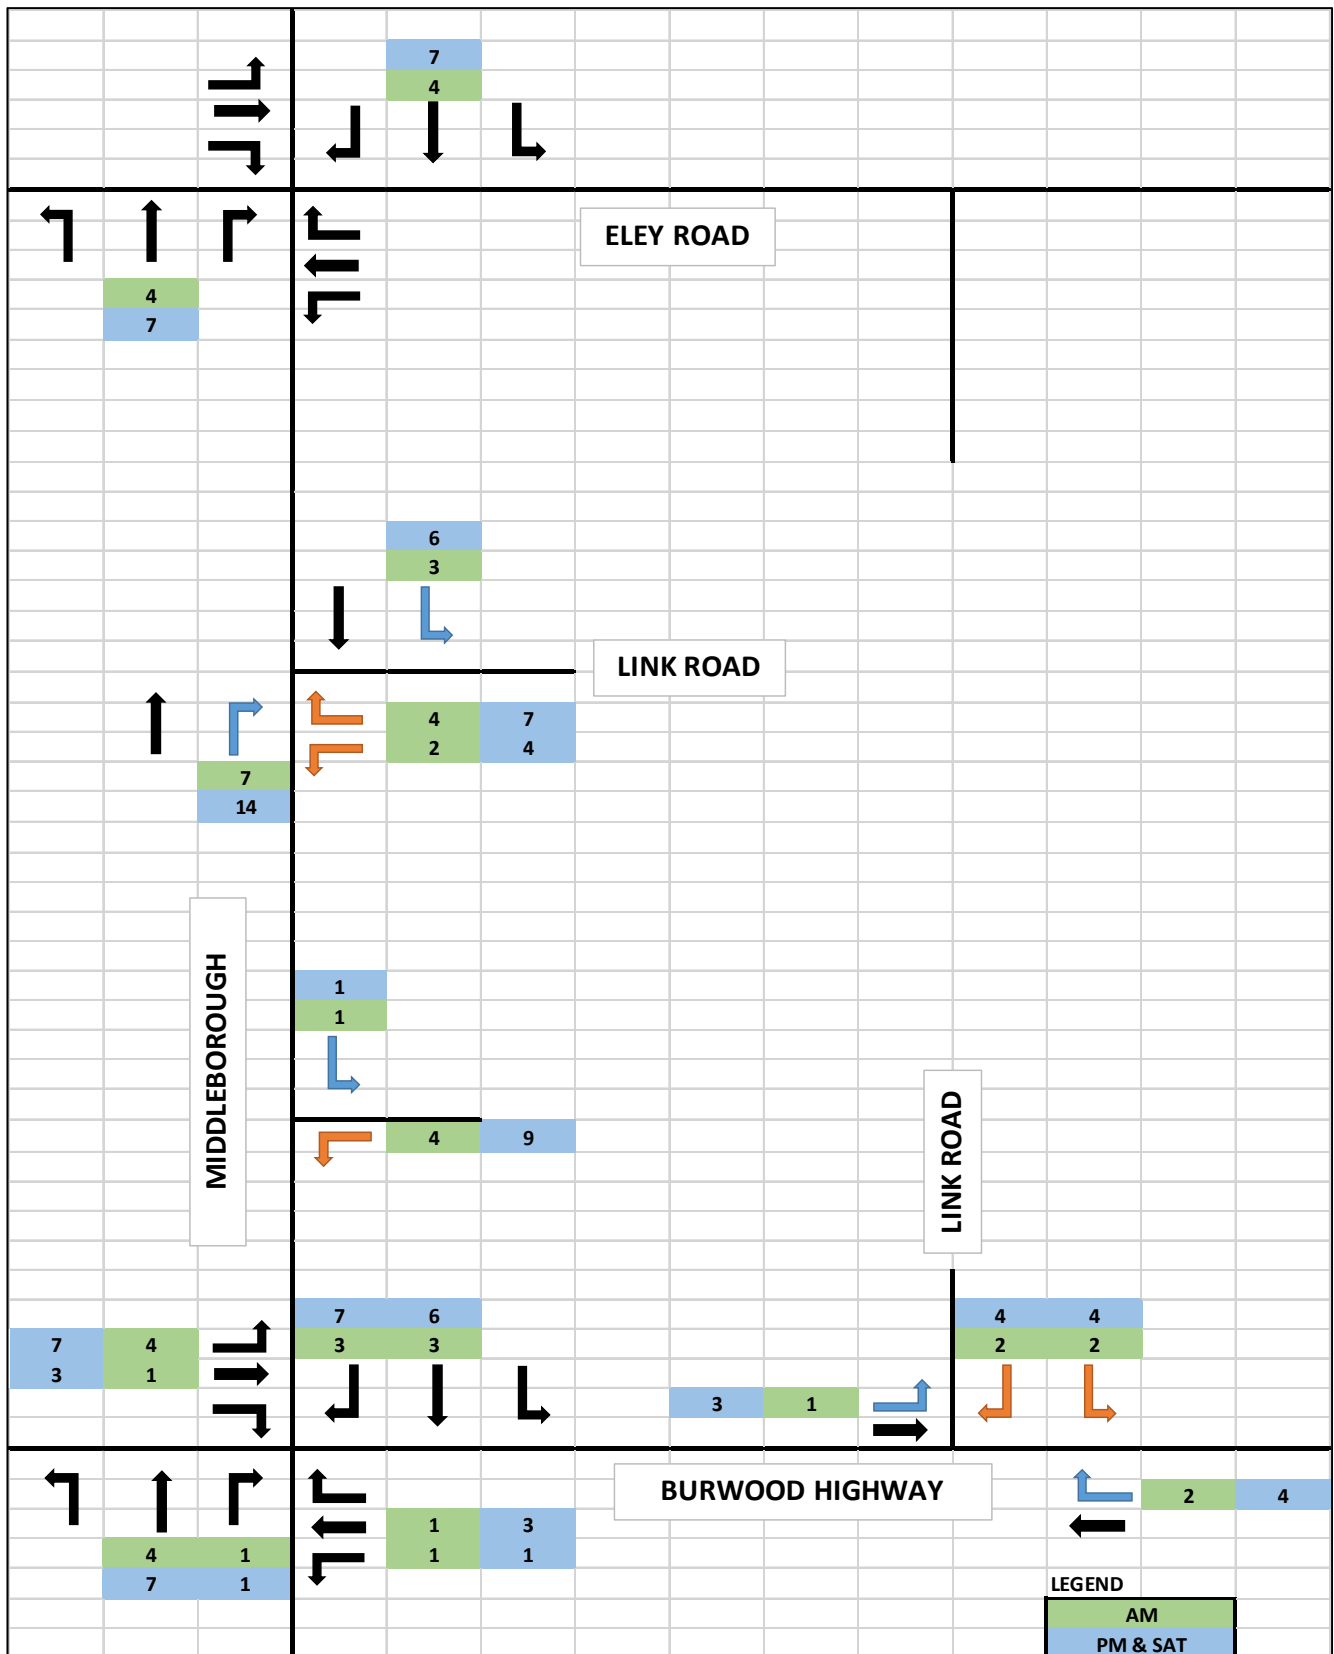 7
4
ELEY ROAD
4
7
6
3
LINK ROAD
4 7
2 4
7
14
MIDDLEBOROUGH
1
1
LINK ROAD
4 9
7 6 4 4
7 4 3 3 2 2
3 1
3 1
BURWOOD HIGHWAY
2 4
1 3
4 1 1 1
7 1
LEGEND
AM
PM & SAT